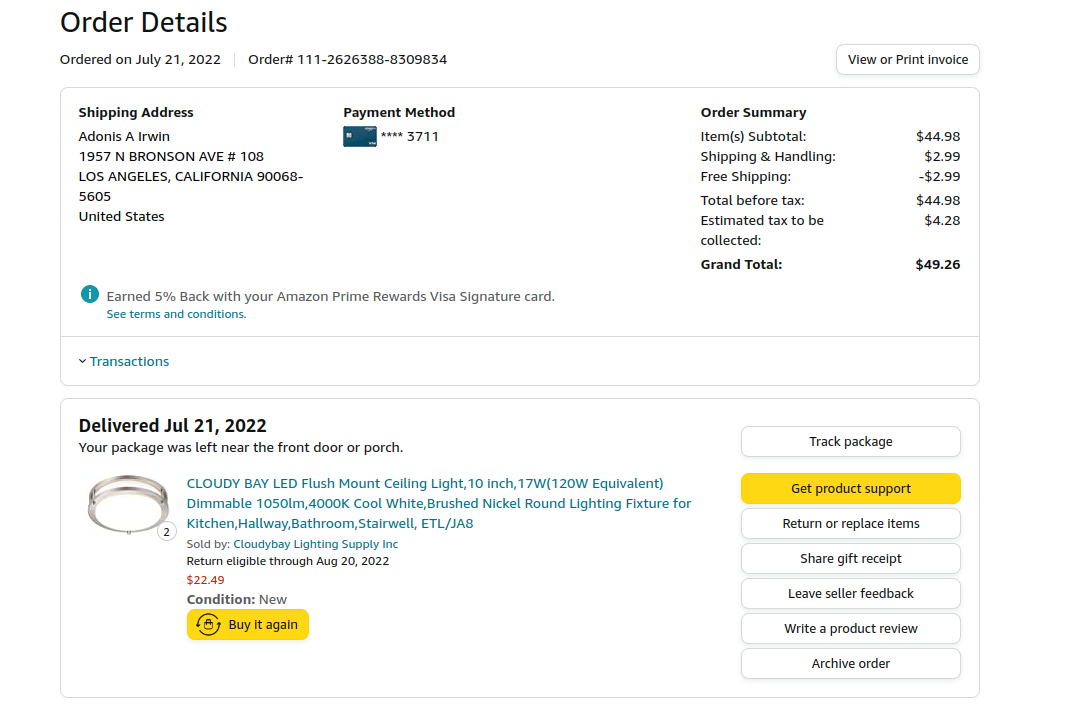 Order Details
Ordered on July 21, 2022 Order# 111-2626388-8309834
View or Print invoice
Shipping Address
Adonis A Irwin
1957 N BRONSON AVE # 108
LOS ANGELES, CALIFORNIA 90068-
5605
United States
Payment Method
**** 3711
Order Summary
Item(s) Subtotal: $44.98
Shipping & Handling: $2.99
Free Shipping: -$2.99
Total before tax: $44.98
Estimated tax to be $4.28
collected:
Grand Total: $49.26
Earned 5% Back with your Amazon Prime Rewards Visa Signature card.
See terms and conditions.
Transactions
Delivered Jul 21, 2022
Your package was left near the front door or porch.
2
CLOUDY BAY LED Flush Mount Ceiling Light,10 inch,17W(120W Equivalent)
Dimmable 1050lm,4000K Cool White,Brushed Nickel Round Lighting Fixture for
Kitchen,Hallway,Bathroom,Stairwell, ETL/JA8
Sold by: Cloudybay Lighting Supply Inc
Return eligible through Aug 20, 2022
$22.49
Condition: New
Buy it again
Track package
Get product support
Return or replace items
Share gift receipt
Leave seller feedback
Write a product review
Archive order